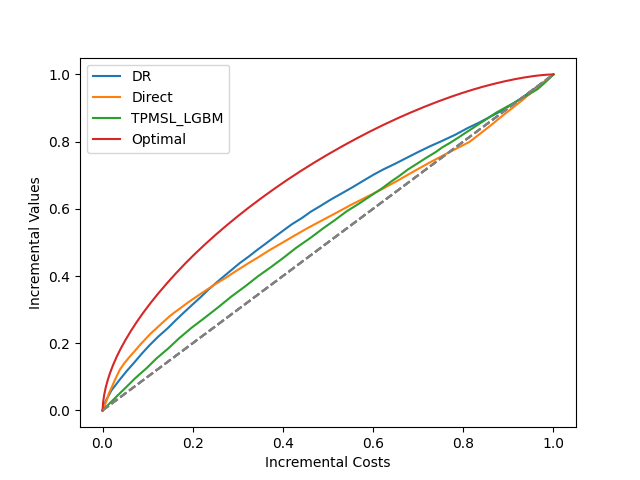 DR
Direct
TPMSL_LGBM
Optimal
1.0
0.8
0.6
0.4
0.2
0.0
Incremental Values
0.0 0.2 0.4 0.6 0.8 1.0
Incremental Costs